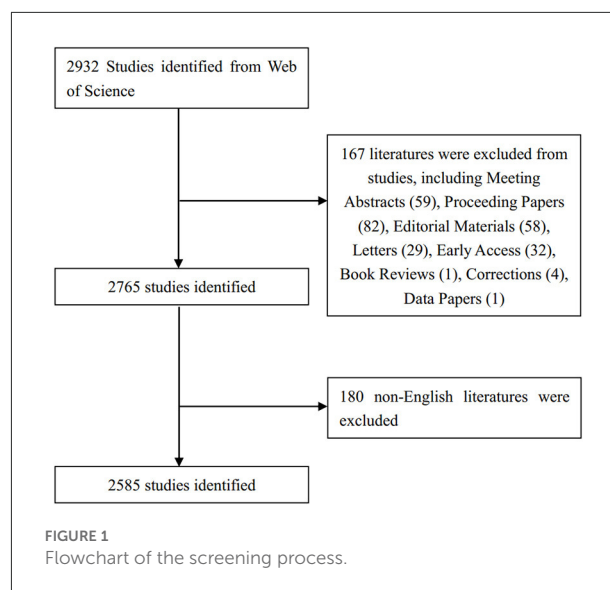 2932 Studies identified from Web
of Science
167 literatures were excluded from
studies, including Meeting
Abstracts (59), Proceeding Papers
(82), Editorial Materials (58),
Letters (29), Early Access (32),
Book Reviews (1), Corrections (4),
Data Papers (1)
2765 studies identified
180 non-English literatures were
excluded
2585 studies identified
FIGURE 1
Flowchart of the screening process.